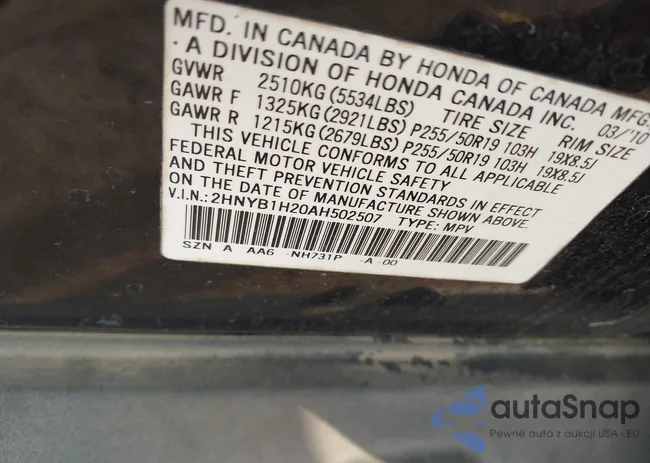 MFD. IN CANADA BY HONDA OF CANADA MFG.
· A DIVISION OF HONDA CANADA INC. 03/'10
GVWR 2510KG (5534LBS) TIRE SIZE RIM SIZE
GAWR F 1325KG (2921LBS) P255/50R19 103H 19X8.5J
GAWR R 1215KG (2679LBS) P255/50R19 103H 19X8.5J
THIS VEHICLE CONFORMS TO ALL APPLICABLE
FEDERAL MOTOR VEHICLE SAFETY
AND THEFT PREVENTION STANDARDS IN EFFECT
ON THE DATE OF MANUFACTURE SHOWN ABOVE.
V.I.N.: 2HNYB1H20AH502507 TYPE: MPV
SZN A AA6 -NH731P -A -00
autaSnap
Pewne auta z aukcji USA i EU